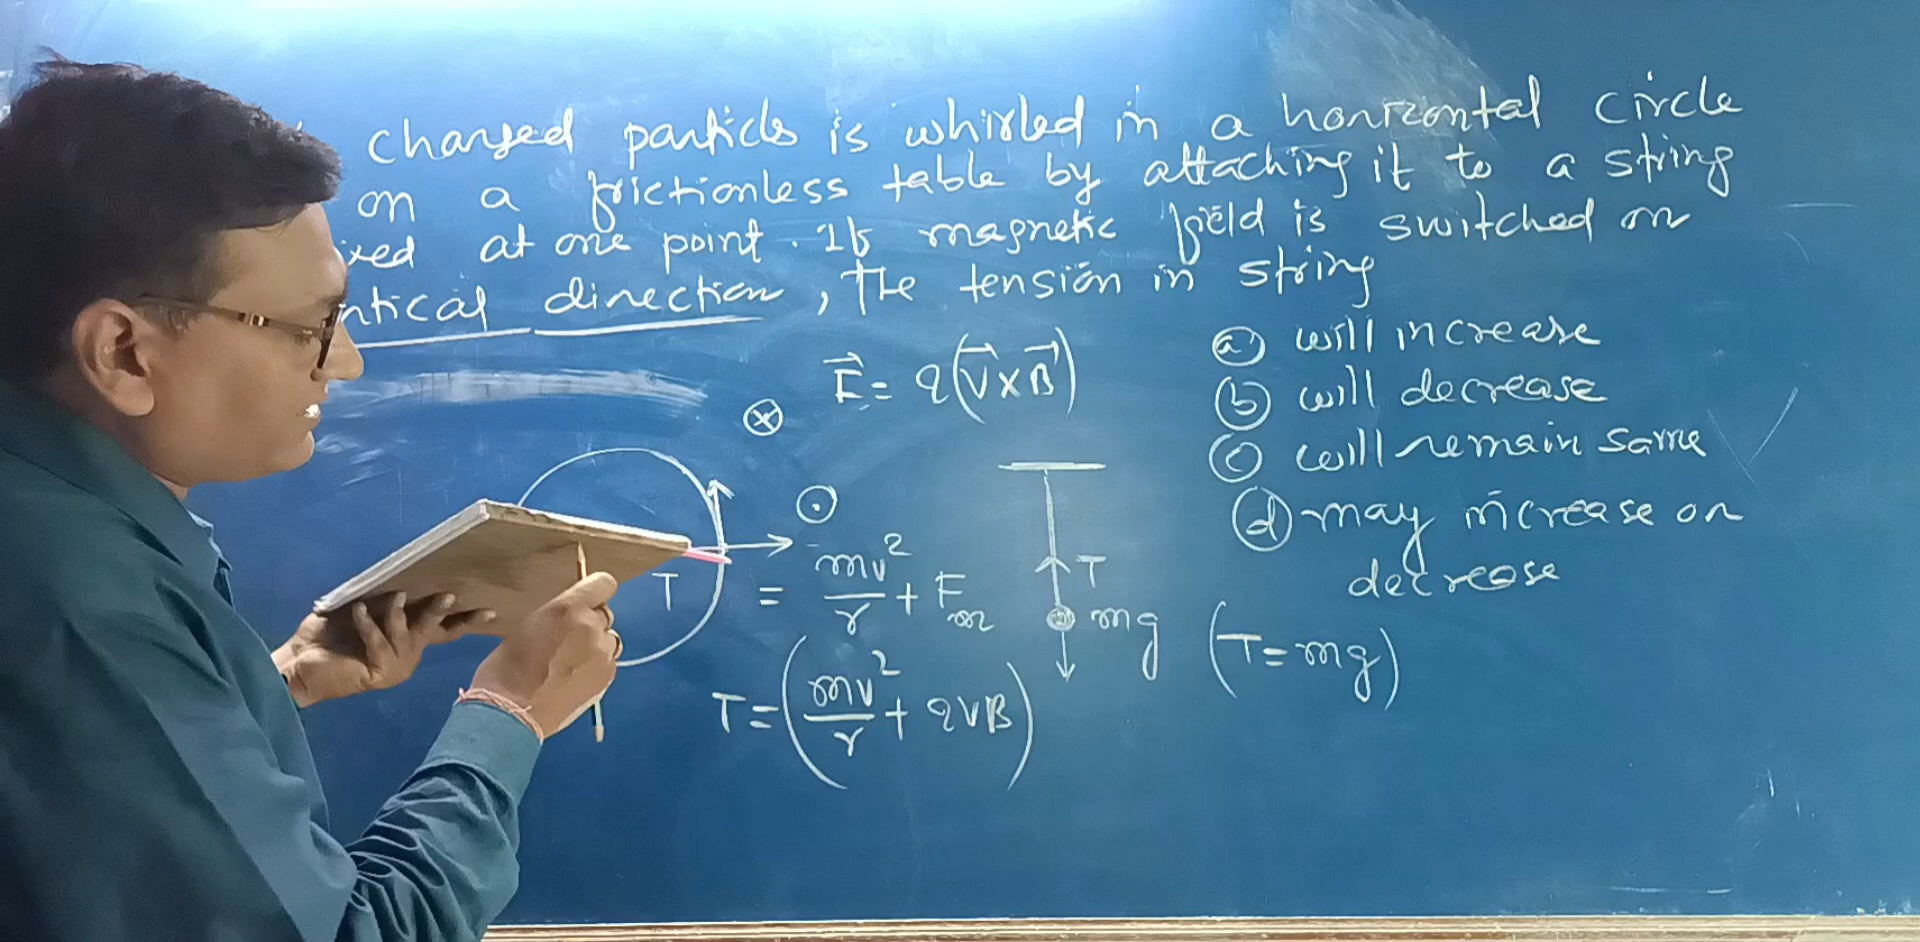 charged particle is whirled in a horizontal circle
on a frictionless table by attaching it to a string
xed at one point. If magnetic field is switched on
rtical direction, the tension in string
F⃗ = q(V⃗ × B⃗)
(a) will increase
(b) will decrease
(c) will remain same
(d) may increase or
decrease
⊗
⊙
T = mv²/r + Fm
T = (mv²/r + qVB)
T
mg (T = mg)